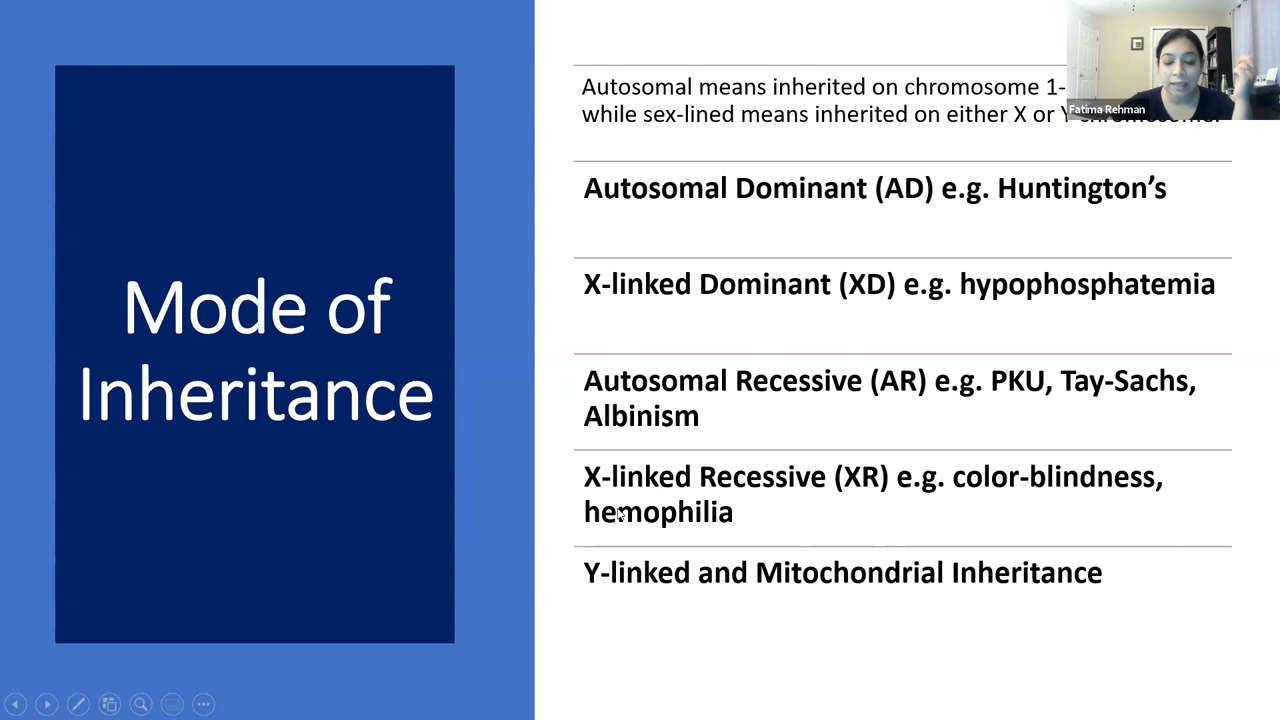 Mode of
Inheritance
Autosomal means inherited on chromosome 1-
while sex-lined means inherited on either X or Y
Fatima Rehman
Autosomal Dominant (AD) e.g. Huntington’s
X-linked Dominant (XD) e.g. hypophosphatemia
Autosomal Recessive (AR) e.g. PKU, Tay-Sachs,
Albinism
X-linked Recessive (XR) e.g. color-blindness,
hemophilia
Y-linked and Mitochondrial Inheritance